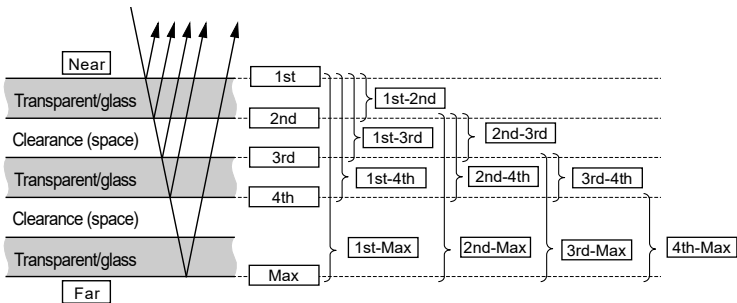 Near
1st
Transparent/glass
1st-2nd
2nd
Clearance (space)
1st-3rd
2nd-3rd
3rd
Transparent/glass
1st-4th
2nd-4th
3rd-4th
4th
Clearance (space)
1st-Max
2nd-Max
3rd-Max
4th-Max
Transparent/glass
Max
Far